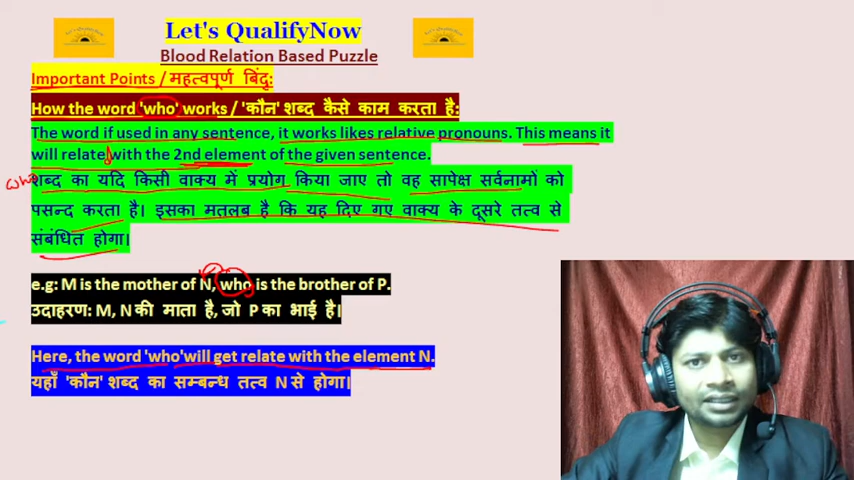 Let's QualifyNow
Blood Relation Based Puzzle
Important Points / महत्वपूर्ण बिंदु:
How the word 'who' works / 'कौन' शब्द कैसे काम करता है:
The word if used in any sentence, it works likes relative pronouns. This means it
will relate with the 2nd element of the given sentence.
who शब्द का यदि किसी वाक्य में प्रयोग किया जाए तो वह सापेक्ष सर्वनामों को
पसन्द करता है। इसका मतलब है कि यह दिए गए वाक्य के दूसरे तत्व से
संबंधित होगा।
e.g: M is the mother of N, who is the brother of P.
उदाहरण: M, N की माता है, जो P का भाई है।
Here, the word 'who'will get relate with the element N.
यहाँ 'कौन' शब्द का सम्बन्ध तत्व N से होगा।